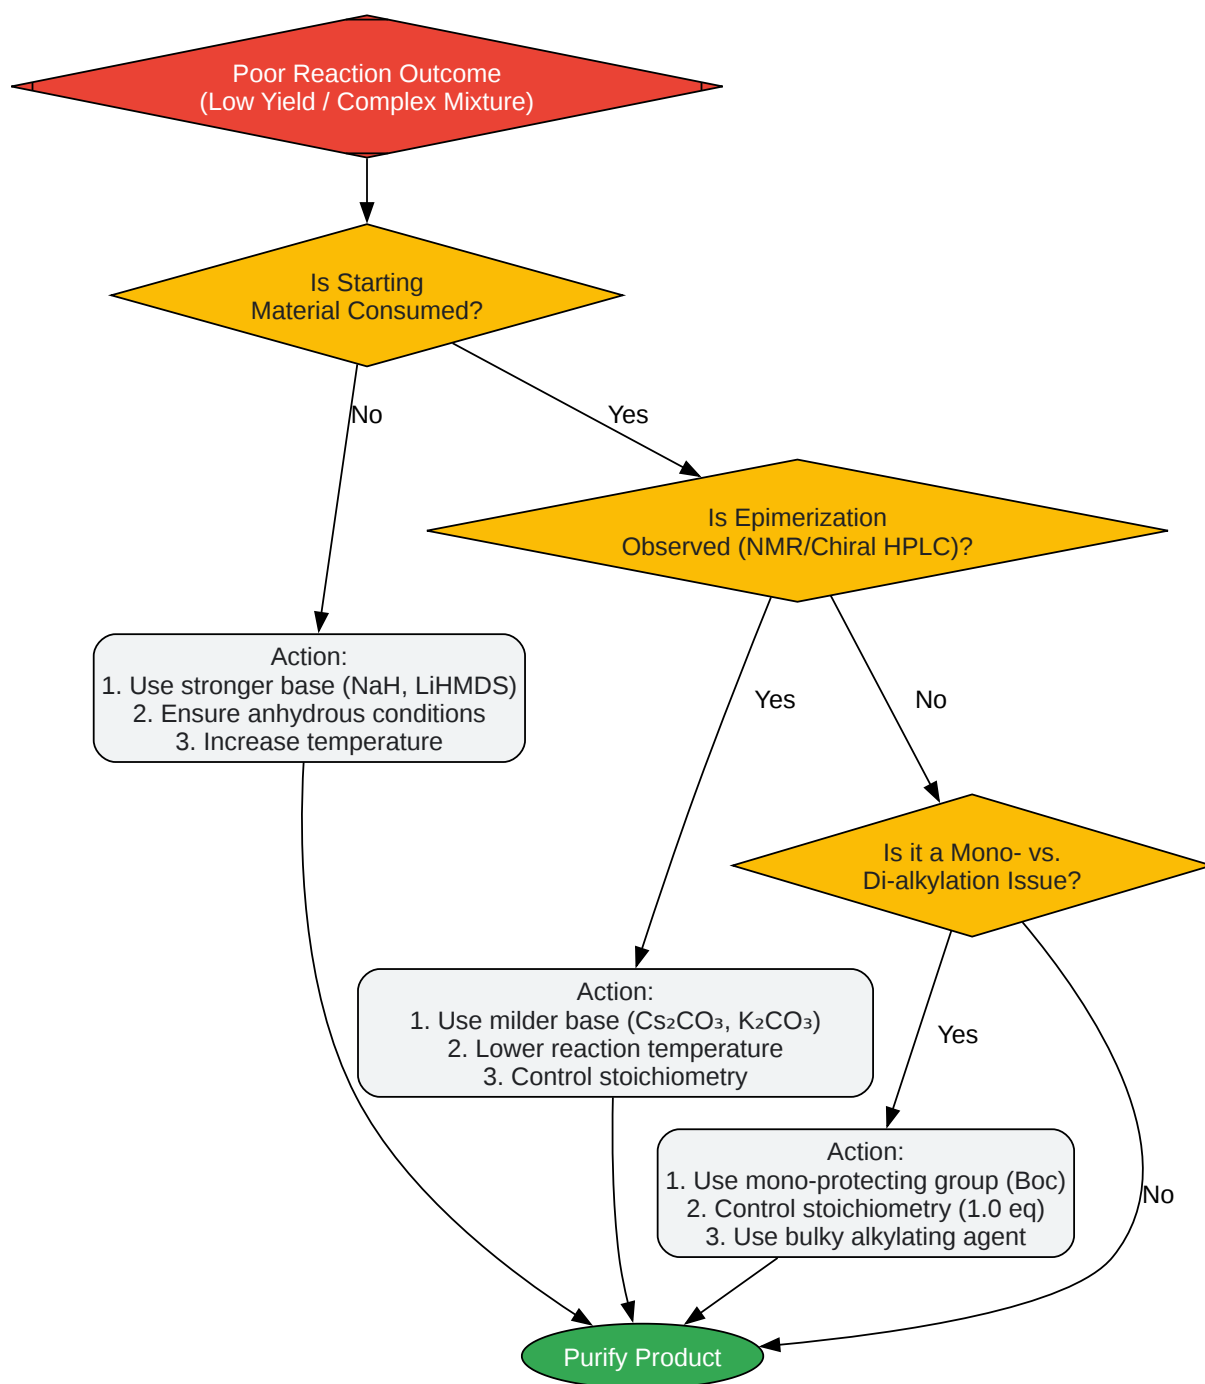 Poor Reaction Outcome
(Low Yield / Complex Mixture)
Is Starting
Material Consumed?
No
Yes
Is Epimerization
Observed (NMR/Chiral HPLC)?
Action:
1. Use stronger base (NaH, LiHMDS)
2. Ensure anhydrous conditions
3. Increase temperature
Yes
No
Is it a Mono- vs.
Di-alkylation Issue?
Action:
1. Use milder base (Cs₂CO₃, K₂CO₃)
2. Lower reaction temperature
3. Control stoichiometry
Yes
Action:
1. Use mono-protecting group (Boc)
2. Control stoichiometry (1.0 eq)
3. Use bulky alkylating agent
No
Purify Product